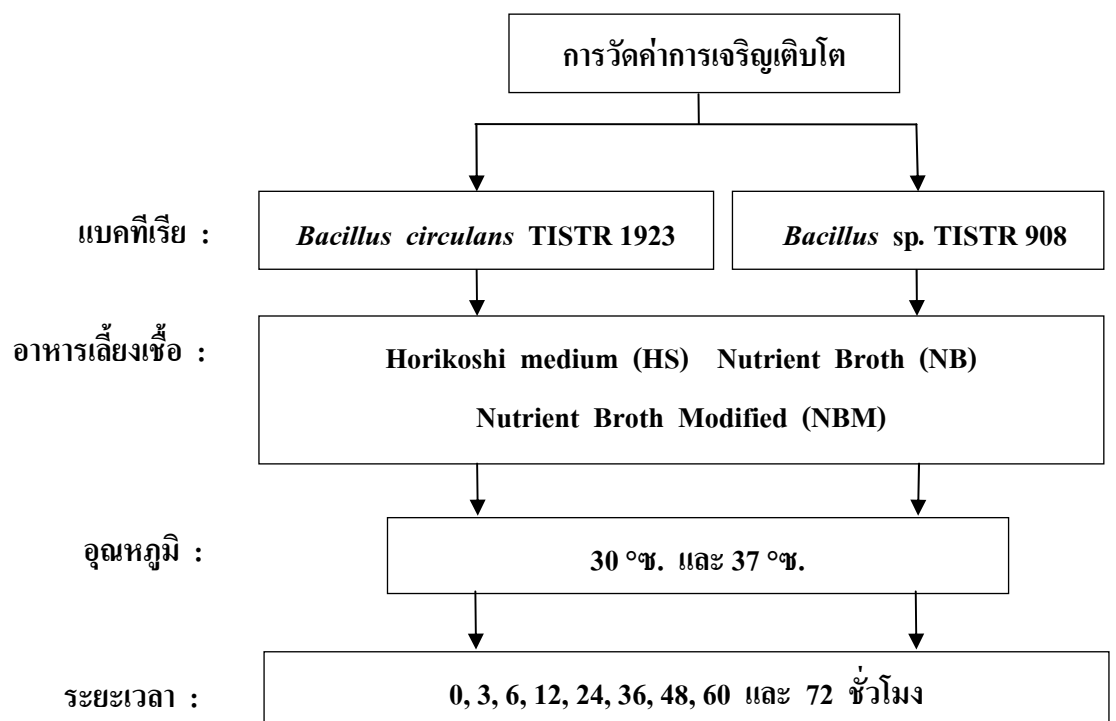 การวัดค่าการเจริญเติบโต
แบคทีเรีย : Bacillus circulans TISTR 1923 Bacillus sp. TISTR 908
อาหารเลี้ยงเชื้อ : Horikoshi medium (HS) Nutrient Broth (NB)
Nutrient Broth Modified (NBM)
อุณหภูมิ : 30 °ซ. และ 37 °ซ.
ระยะเวลา : 0, 3, 6, 12, 24, 36, 48, 60 และ 72 ชั่วโมง